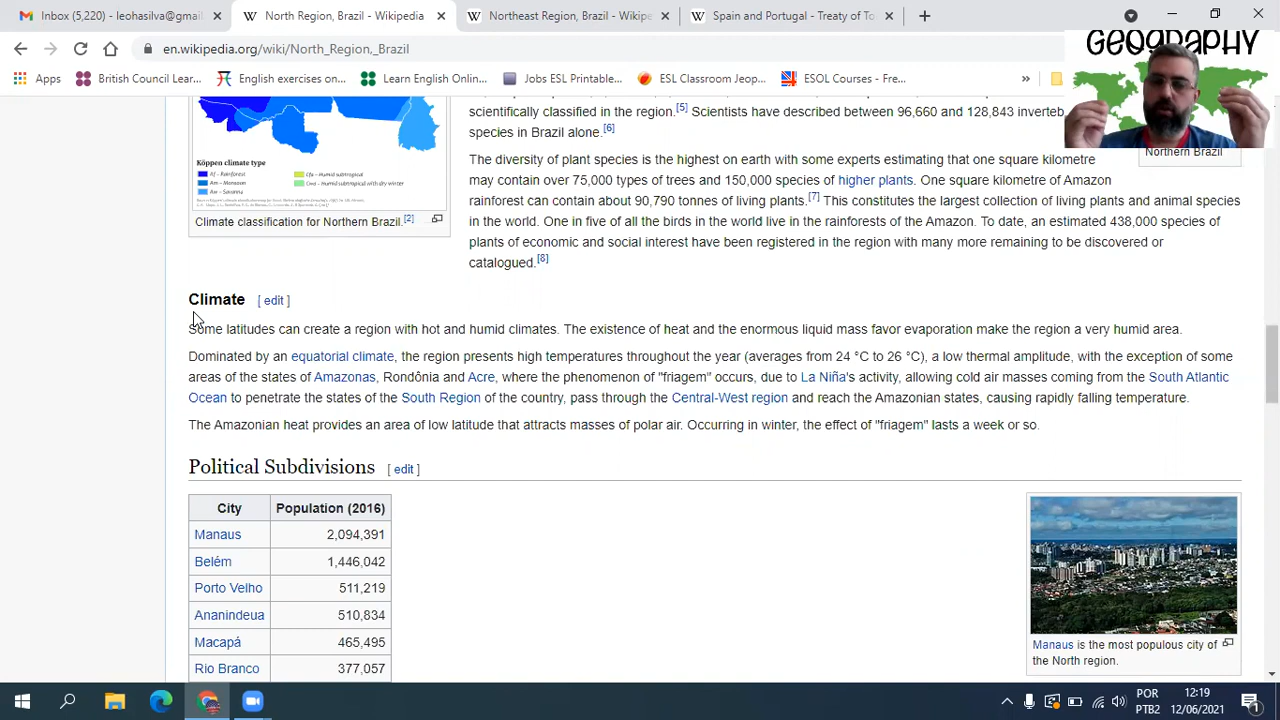 Inbox (5,220) - leohasilva@gmail
North Region, Brazil - Wikipedia
Northeast Region, Brazil - Wikipe
Spain and Portugal - Treaty of To
en.wikipedia.org/wiki/North_Region,_Brazil
Apps
British Council Lear...
English exercises on...
Learn English Online...
Jobs ESL Printable...
ESL Classroom Jeop...
ESOL Courses - Fre...
»
GEOGRAPHY
scientifically classified in the region.[5] Scientists have described between 96,660 and 128,843 inverteb
species in Brazil alone.[6]
Northern Brazil
The diversity of plant species is the highest on earth with some experts estimating that one square kilometre
may contain over 75,000 types of trees and 150,000 species of higher plants. One square kilometre of Amazon
rainforest can contain about 90,790 tonnes of living plants.[7] This constitutes the largest collection of living plants and animal species
in the world. One in five of all the birds in the world live in the rainforests of the Amazon. To date, an estimated 438,000 species of
plants of economic and social interest have been registered in the region with many more remaining to be discovered or
catalogued.[8]
Köppen climate type
Af - Rainforest
Am - Monsoon
Aw - Savanna
Cfa - Humid subtropical
Cwa - Humid subtropical with dry winter
Climate classification for Northern Brazil.[2]
Climate [ edit ]
Some latitudes can create a region with hot and humid climates. The existence of heat and the enormous liquid mass favor evaporation make the region a very humid area.
Dominated by an equatorial climate, the region presents high temperatures throughout the year (averages from 24 °C to 26 °C), a low thermal amplitude, with the exception of some
areas of the states of Amazonas, Rondônia and Acre, where the phenomenon of "friagem" occurs, due to La Niña's activity, allowing cold air masses coming from the South Atlantic
Ocean to penetrate the states of the South Region of the country, pass through the Central-West region and reach the Amazonian states, causing rapidly falling temperature.
The Amazonian heat provides an area of low latitude that attracts masses of polar air. Occurring in winter, the effect of "friagem" lasts a week or so.
Political Subdivisions [ edit ]
City Population (2016)
Manaus 2,094,391
Belém 1,446,042
Porto Velho 511,219
Ananindeua 510,834
Macapá 465,495
Rio Branco 377,057
Manaus is the most populous city of
the North region.
POR
PTB2
12:19
12/06/2021
1